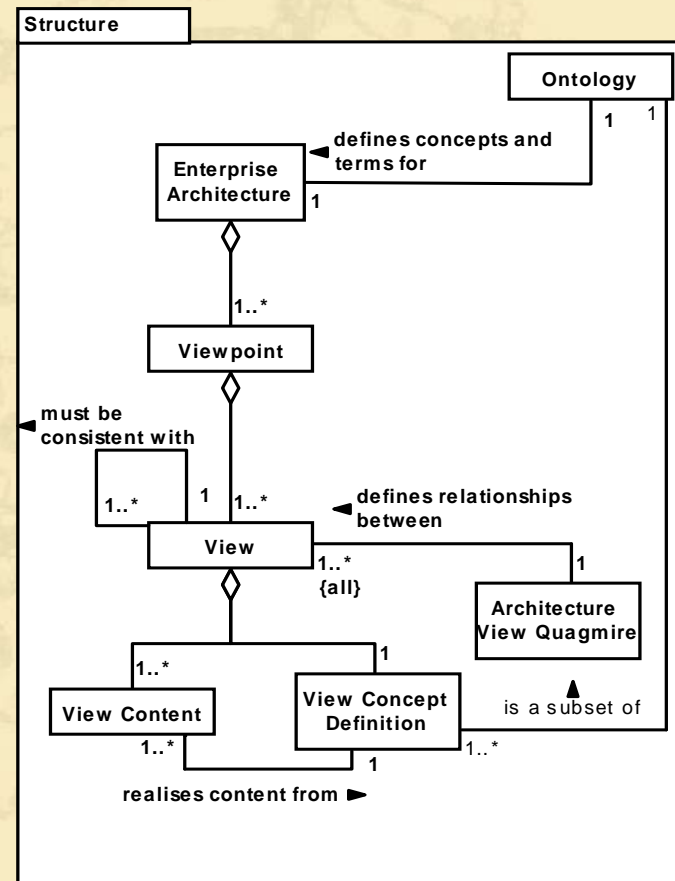 Structure
Ontology
1
1
defines concepts and
terms for
Enterprise
Architecture
1
1..*
Viewpoint
must be
consistent with
1..*
1
1..*
defines relationships
between
View
1..*
{all}
1
Architecture
View Quagmire
1..*
1
View Content
View Concept
Definition
is a subset of
1..*
1
1..*
realises content from